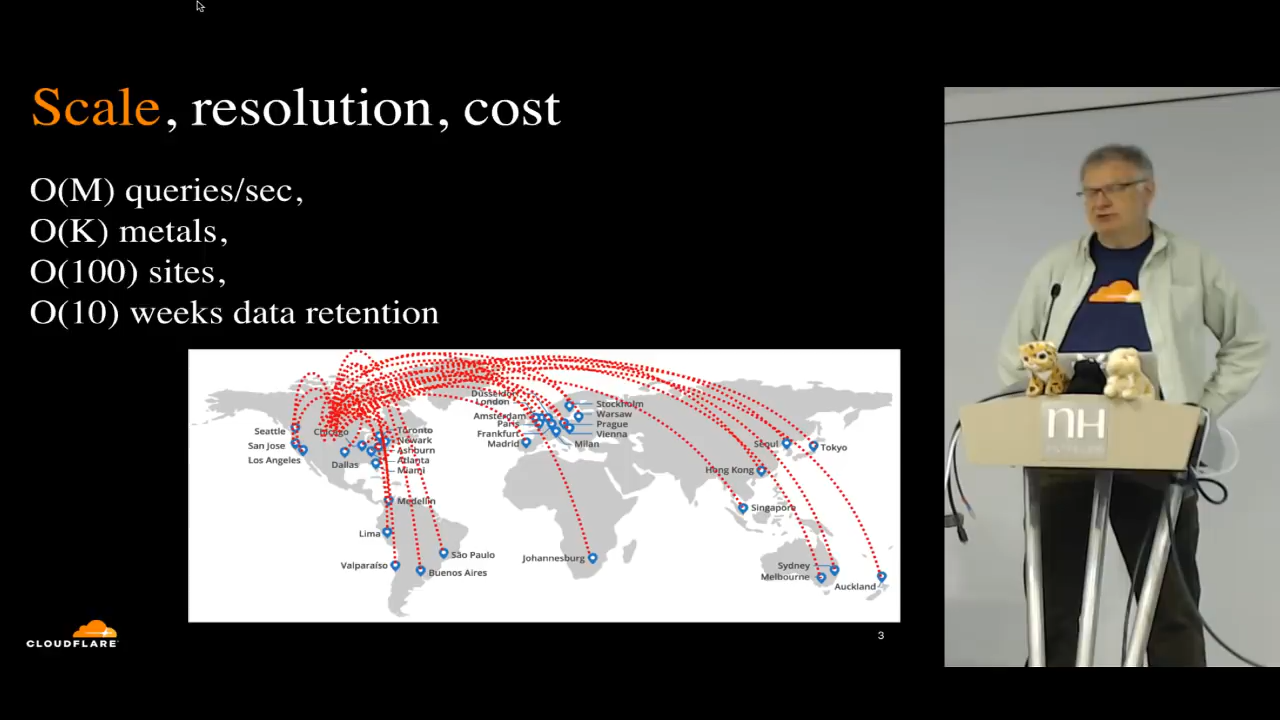 Scale, resolution, cost
O(M) queries/sec,
O(K) metals,
O(100) sites,
O(10) weeks data retention
Düsseldorf
London
Stockholm
Amsterdam
Warsaw
Paris
Prague
Frankfurt
Vienna
Madrid
Milan
Seattle
Chicago
Toronto
San Jose
Newark
Ashburn
Los Angeles
Dallas
Atlanta
Miami
Seoul
Tokyo
Hong Kong
Medellín
Singapore
Lima
São Paulo
Johannesburg
Valparaíso
Buenos Aires
Sydney
Melbourne
Auckland
CLOUDFLARE
3
NH